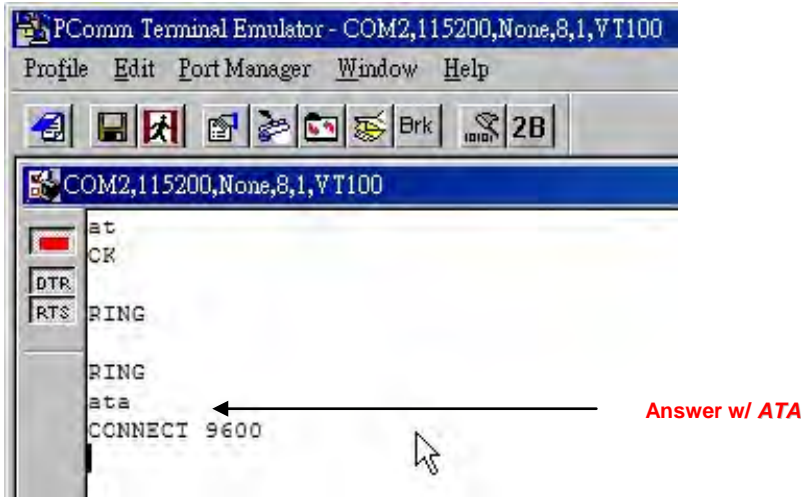 PComm Terminal Emulator - COM2,115200,None,8,1,VT100
Profile Edit Port Manager Window Help
Brk 2B
COM2,115200,None,8,1,VT100
at
OK
DTR
RTS RING
RING
ata
CONNECT 9600
Answer w/ ATA